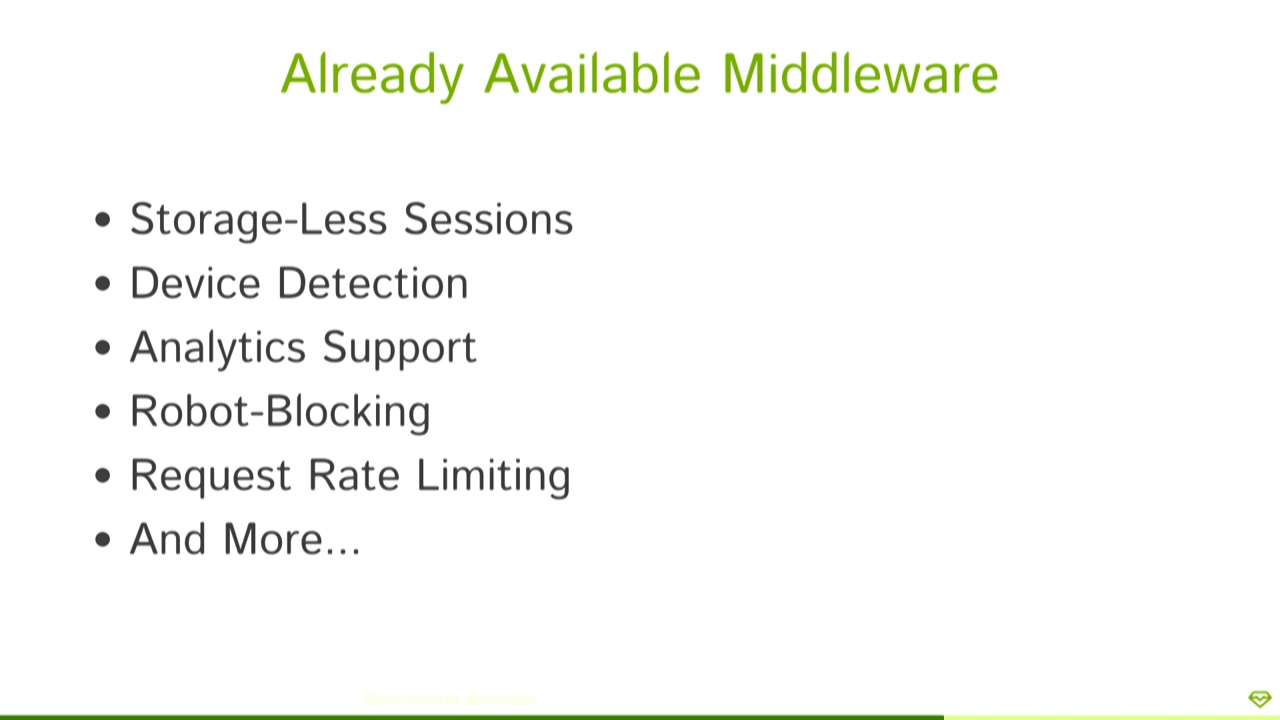 Already Available Middleware
• Storage-Less Sessions
• Device Detection
• Analytics Support
• Robot-Blocking
• Request Rate Limiting
• And More...